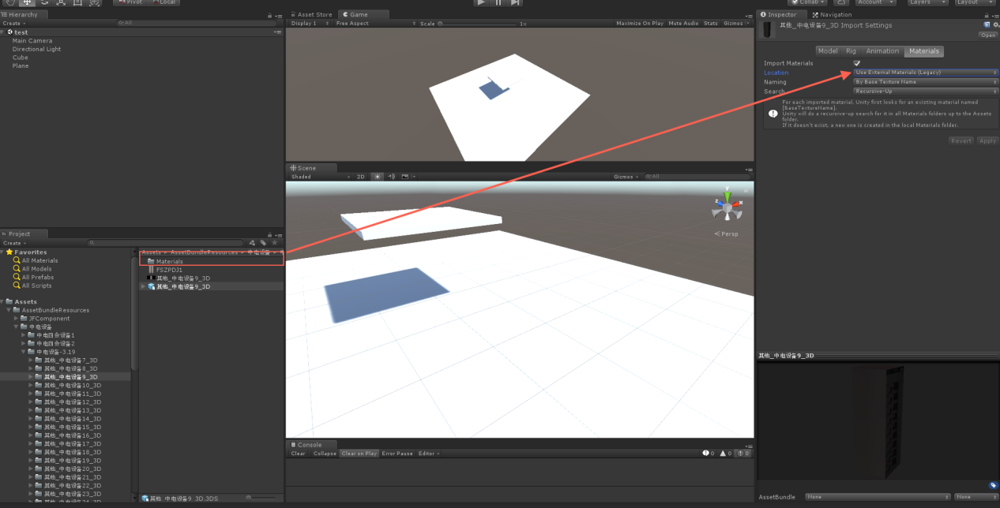 Pivot
Local
Collab
Account
Layers
Layout
Hierarchy
Create
All
test
Main Camera
Directional Light
Cube
Plane
Asset Store
Game
Display 1
Free Aspect
Scale
1x
Maximize On Play
Mute Audio
Stats
Gizmos
Scene
Shaded
2D
Gizmos
All
y
z
x
Persp
Inspector
Navigation
其他_中电设备9_3D Import Settings
Open
Model
Rig
Animation
Materials
Import Materials
Location
Use External Materials (Legacy)
Naming
By Base Texture Name
Search
Recursive-Up
For each imported material, Unity first looks for an existing material named
[BaseTextureName].
Unity will do a recursive-up search for it in all Materials folders up to the Assets
folder.
If it doesn't exist, a new one is created in the local Materials folder.
Revert
Apply
Project
Create
Favorites
All Materials
All Models
All Prefabs
All Scripts
Assets
AssetBundleResources
JFComponent
中电设备
中电四会设备1
中电四会设备2
中电设备-3.19
其他_中电设备7_3D
其他_中电设备8_3D
其他_中电设备9_3D
其他_中电设备10_3D
其他_中电设备11_3D
其他_中电设备12_3D
其他_中电设备13_3D
其他_中电设备14_3D
其他_中电设备15_3D
其他_中电设备16_3D
其他_中电设备17_3D
其他_中电设备18_3D
其他_中电设备19_3D
其他_中电设备20_3D
其他_中电设备21_3D
其他_中电设备22_3D
其他_中电设备23_3D
其他_中电设备24_3D
Assets ▸ AssetBundleResources ▸ 中电设备 ▸
Materials
FSZPDJ1
其他_中电设备9_3D
其他_中电设备9_3D
其他_中电设备9_3D.3DS
Console
Clear
Collapse
Clear on Play
Error Pause
Editor
0
0
0
其他_中电设备9_3D
AssetBundle
None
None